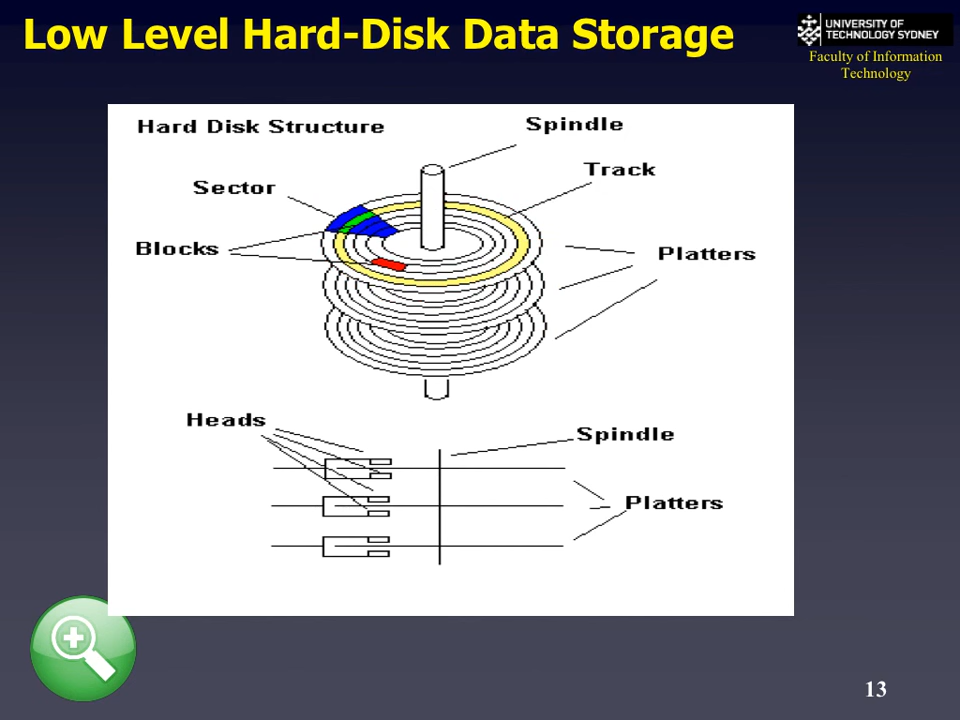 Low Level Hard-Disk Data Storage
UNIVERSITY OF
TECHNOLOGY SYDNEY
Faculty of Information
Technology
Hard Disk Structure
Spindle
Track
Sector
Blocks
Platters
Heads
Spindle
Platters
13